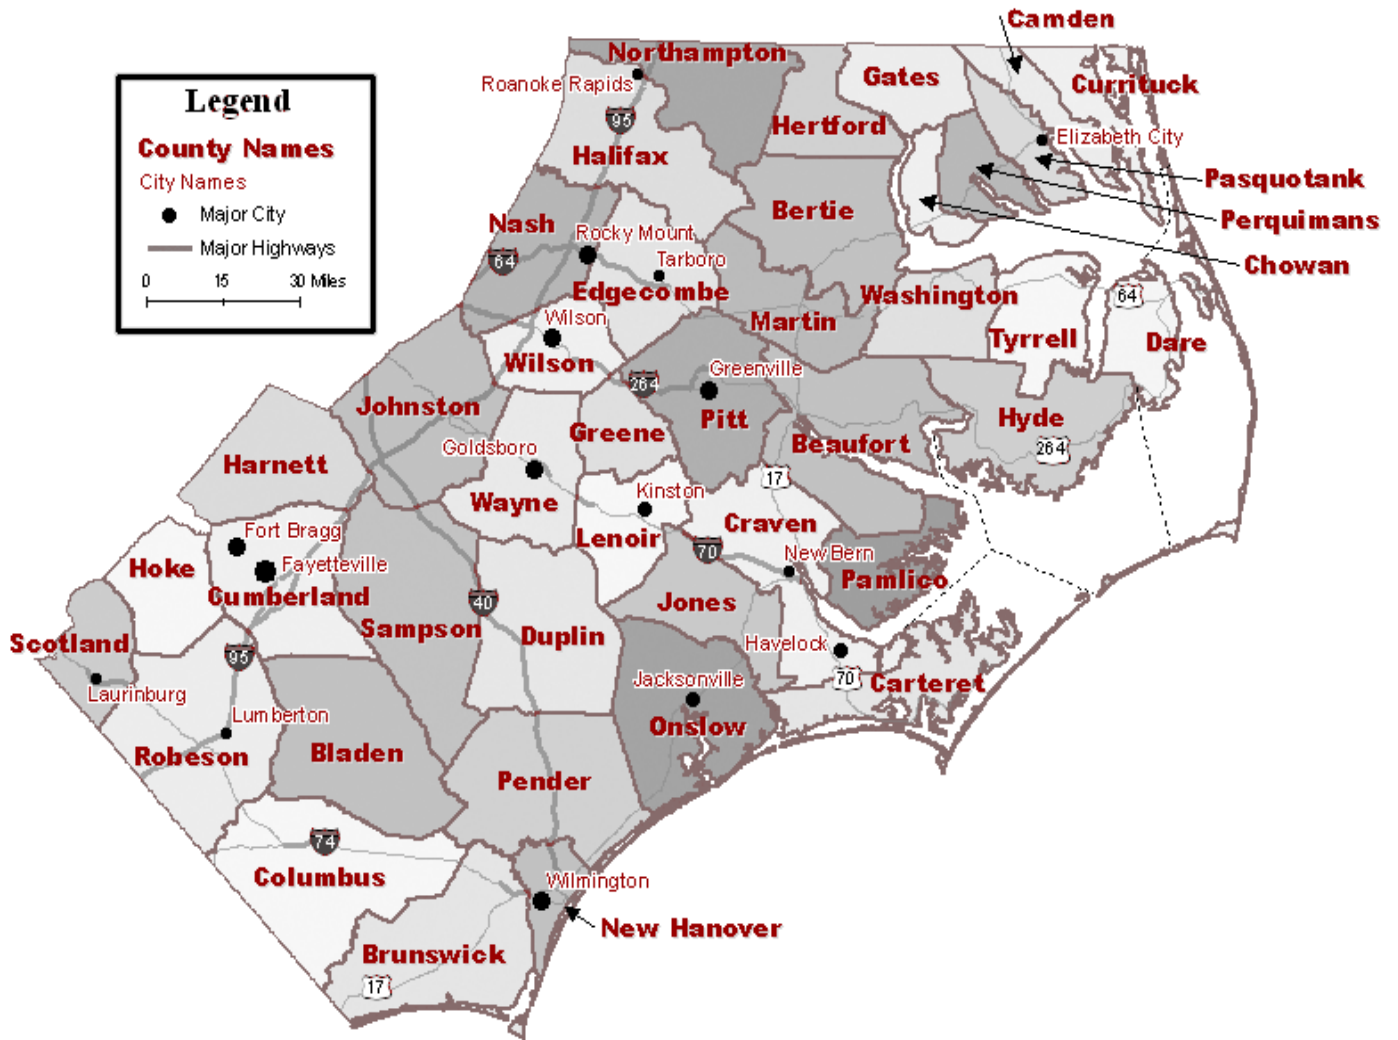 Camden
Northampton
Gates
Currituck
Roanoke Rapids
Legend
95
Hertford
Elizabeth City
County Names
Halifax
City Names
Pasquotank
Major City
Nash
Bertie
Perquimans
Rocky Mount
Major Highways
64
Tarboro
Chowan
0 15 30 Miles
Edgecombe
Washington
64
Wilson
Martin
Tyrrell
Dare
Wilson
Greenville
264
Johnston
Pitt
Hyde
Greene
Goldsboro
Beaufort
264
Harnett
17
Kinston
Wayne
Craven
Fort Bragg
Lenoir
70
New Bern
Hoke
Fayetteville
Pamlico
Cumberland
40
Jones
Sampson
Duplin
Scotland
Havelock
95
Jacksonville
70
Carteret
Laurinburg
Lumberton
Onslow
Robeson
Bladen
Pender
74
Columbus
Wilmington
New Hanover
Brunswick
17